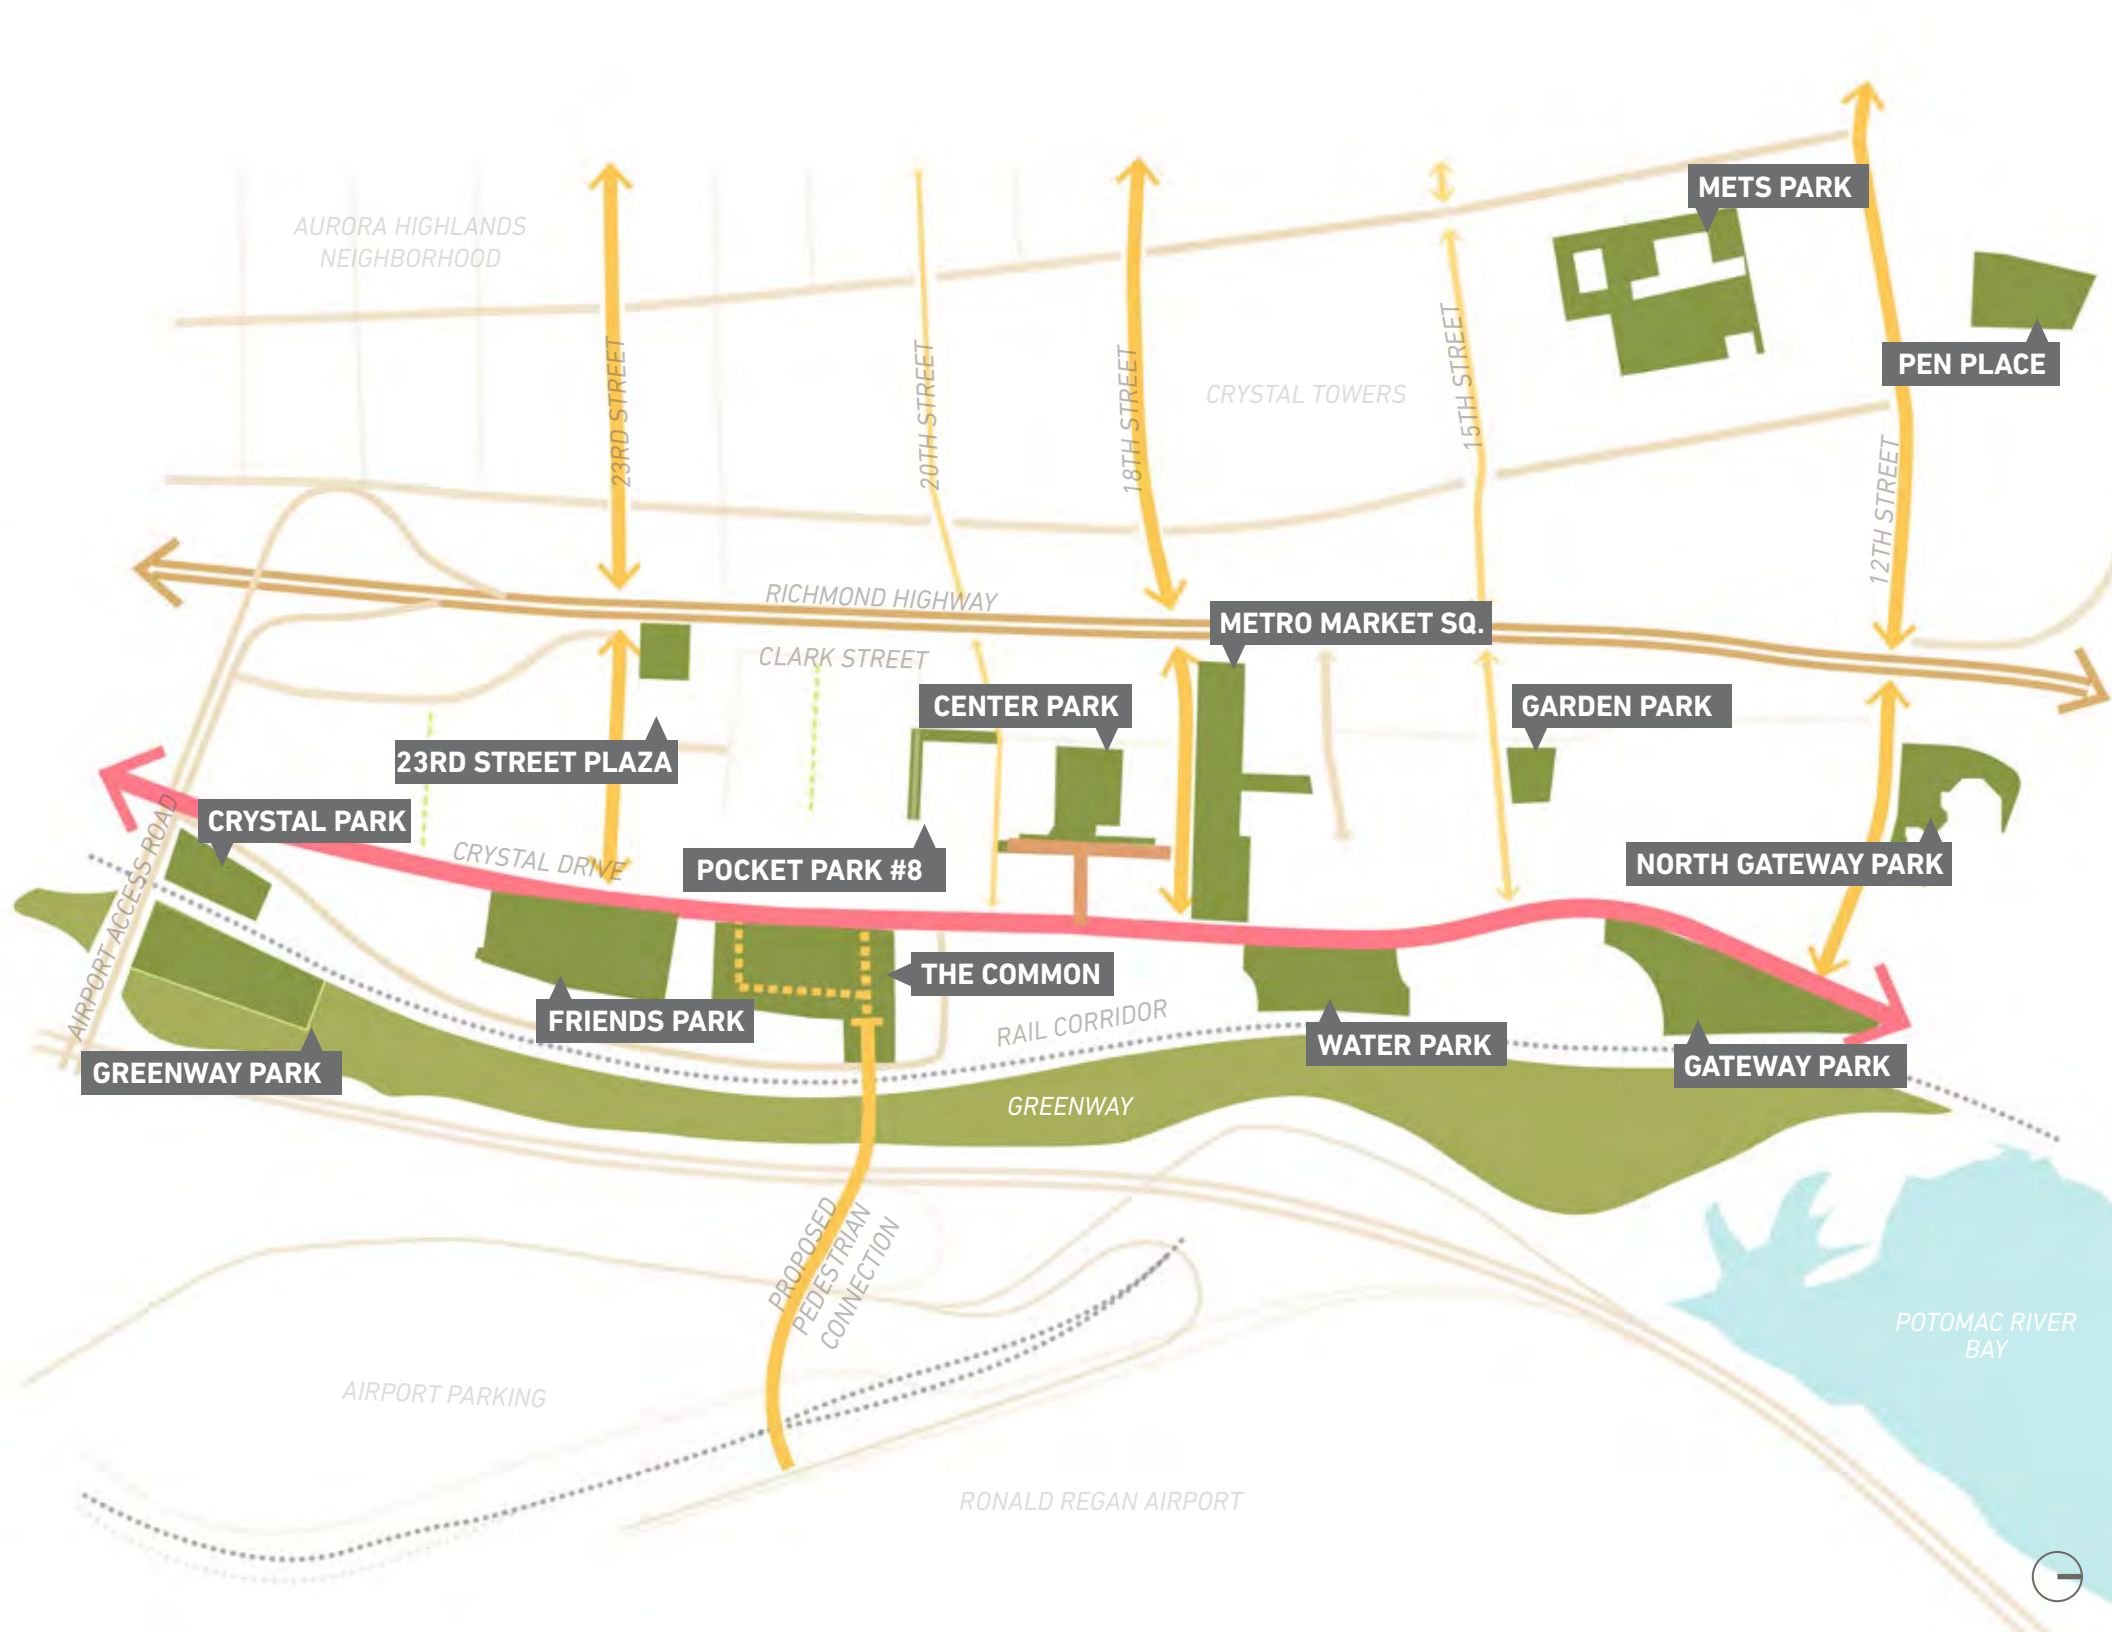 METS PARK
AURORA HIGHLANDS
NEIGHBORHOOD
PEN PLACE
23RD STREET
20TH STREET
18TH STREET
CRYSTAL TOWERS
15TH STREET
12TH STREET
RICHMOND HIGHWAY
METRO MARKET SQ.
CLARK STREET
CENTER PARK
GARDEN PARK
23RD STREET PLAZA
CRYSTAL PARK
CRYSTAL DRIVE
POCKET PARK #8
NORTH GATEWAY PARK
AIRPORT ACCESS ROAD
THE COMMON
FRIENDS PARK
RAIL CORRIDOR
WATER PARK
GATEWAY PARK
GREENWAY PARK
GREENWAY
PROPOSED
PEDESTRIAN
CONNECTION
POTOMAC RIVER
BAY
AIRPORT PARKING
RONALD REGAN AIRPORT